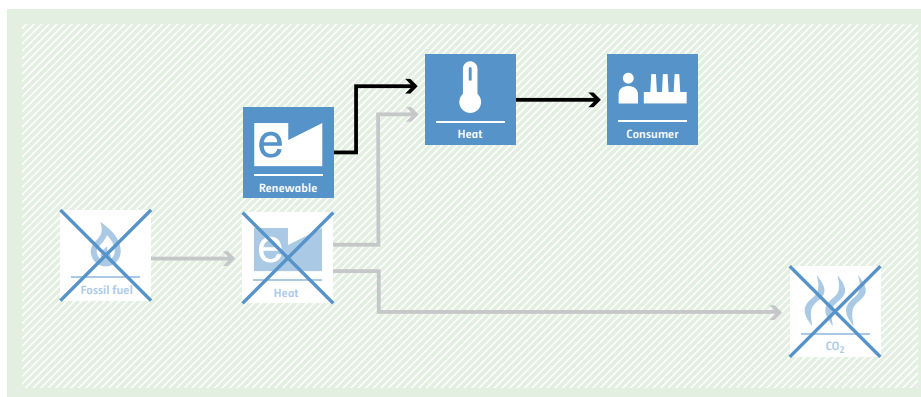 Heat
Consumer
e
Renewable
e
Fossil fuel
Heat
CO₂